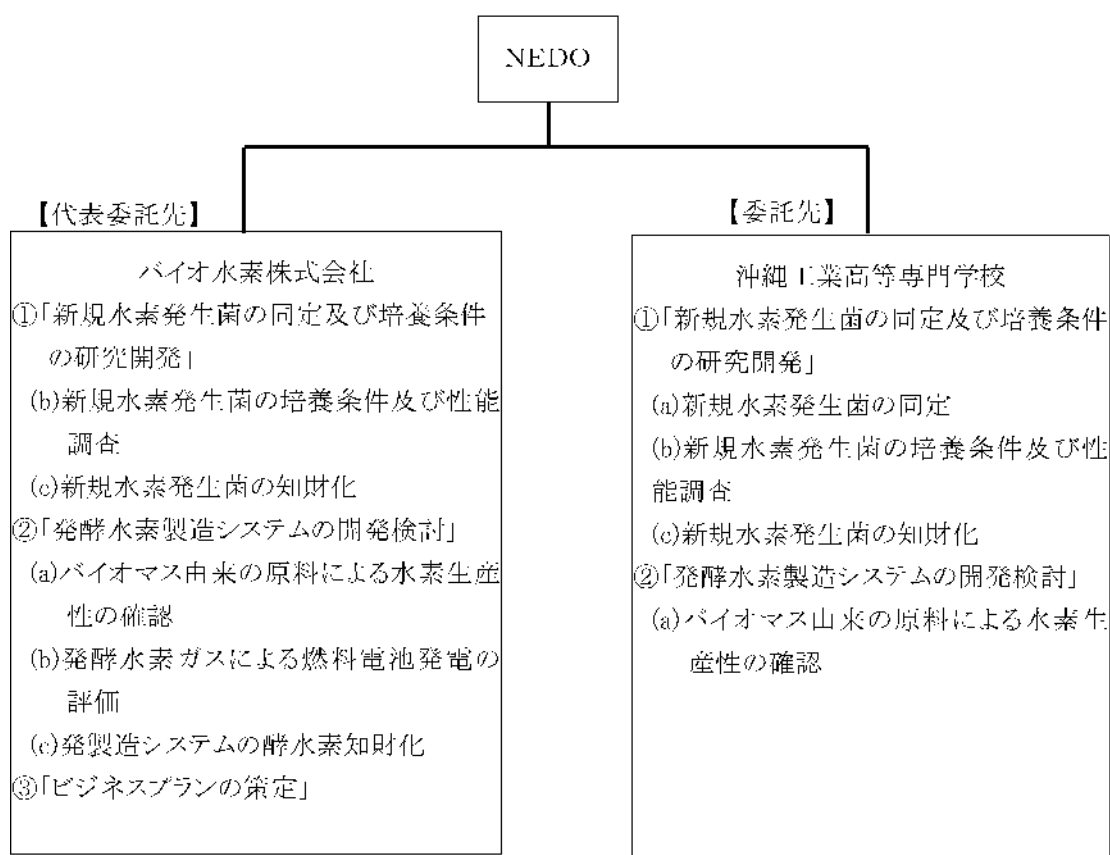 NEDO
【代表委託先】
バイオ水素株式会社
①「新規水素発生菌の同定及び培養条件
の研究開発」
(b)新規水素発生菌の培養条件及び性能
調査
(c)新規水素発生菌の知財化
②「発酵水素製造システムの開発検討」
(a)バイオマス由来の原料による水素生産
性の確認
(b)発酵水素ガスによる燃料電池発電の
評価
(c)発製造システムの酵水素知財化
③「ビジネスプランの策定」
【委託先】
沖縄工業高等専門学校
①「新規水素発生菌の同定及び培養条件
の研究開発」
(a)新規水素発生菌の同定
(b)新規水素発生菌の培養条件及び性
能調査
(c)新規水素発生菌の知財化
②「発酵水素製造システムの開発検討」
(a)バイオマス由来の原料による水素生
産性の確認